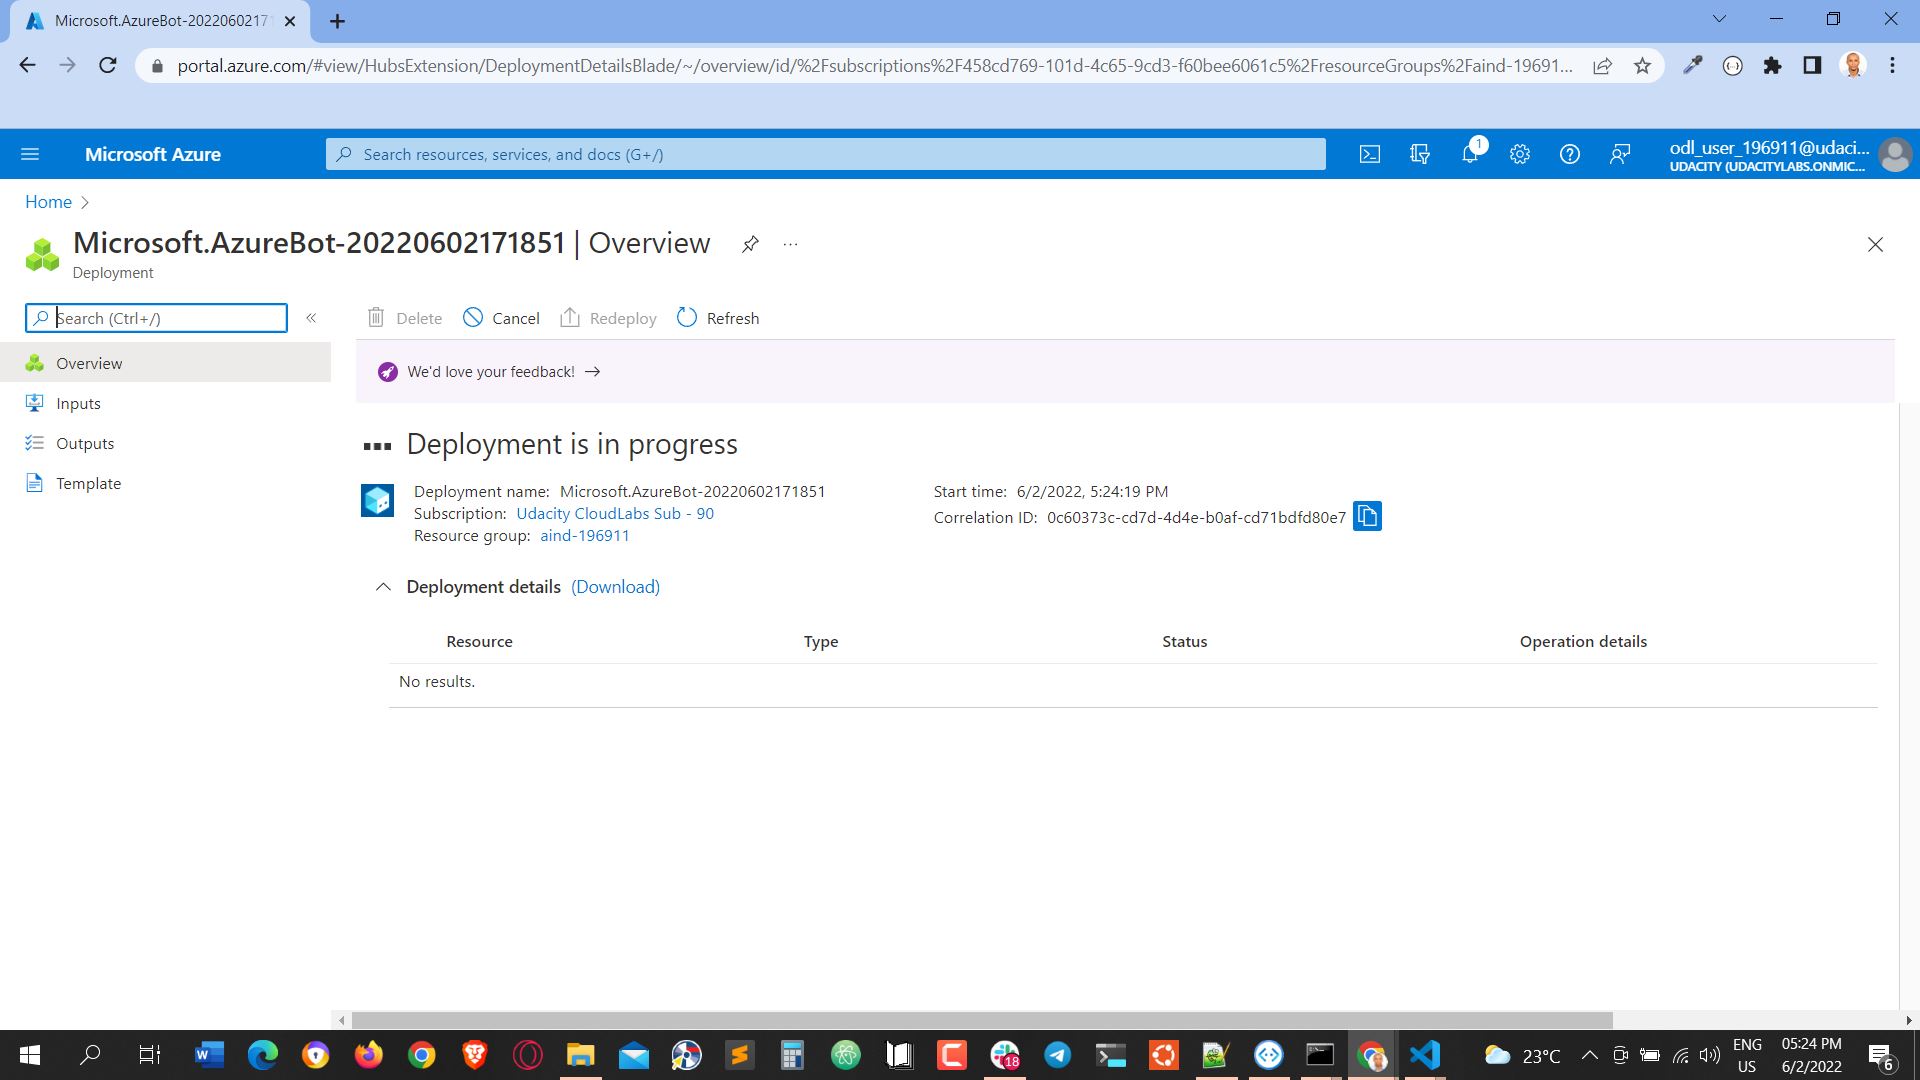 Microsoft.AzureBot-2022060217
portal.azure.com/#view/HubsExtension/DeploymentDetailsBlade/~/overview/id/%2Fsubscriptions%2F458cd769-101d-4c65-9cd3-f60bee6061c5%2FresourceGroups%2Faind-19691...
Microsoft Azure
Search resources, services, and docs (G+/)
1
odl_user_196911@udaci...
UDACITY (UDACITYLABS.ONMIC...
Home
Microsoft.AzureBot-20220602171851 | Overview
...
Deployment
Search (Ctrl+/)
«
Delete
Cancel
Redeploy
Refresh
We'd love your feedback! →
Overview
Inputs
Outputs
Template
Deployment is in progress
Deployment name: Microsoft.AzureBot-20220602171851
Subscription: Udacity CloudLabs Sub - 90
Resource group: aind-196911
Start time: 6/2/2022, 5:24:19 PM
Correlation ID: 0c60373c-cd7d-4d4e-b0af-cd71bdfd80e7
Deployment details (Download)
Resource Type Status Operation details
No results.
18
23°C
ENG
US
05:24 PM
6/2/2022
6